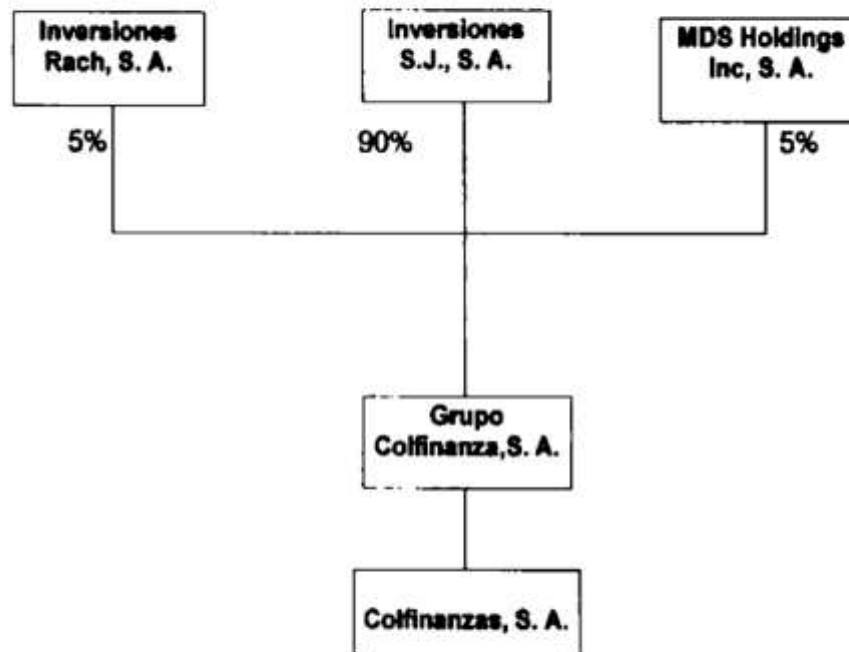 Inversiones
Rach, S. A.
Inversiones
S.J., S. A.
MDS Holdings
Inc, S. A.
5%
90%
5%
Grupo
Colfinanza,S. A.
Colfinanzas, S. A.